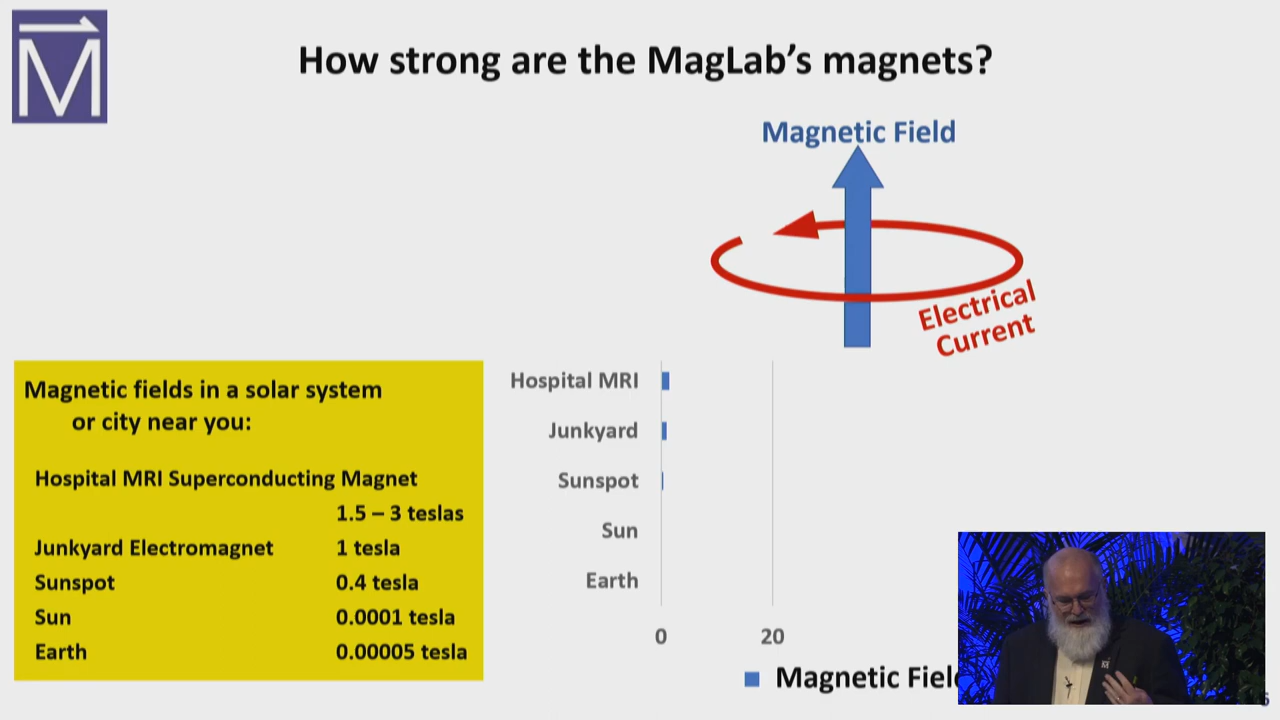 M
How strong are the MagLab's magnets?
Magnetic Field
Electrical
Current
Magnetic fields in a solar system
or city near you:
Hospital MRI Superconducting Magnet
1.5 – 3 teslas
Junkyard Electromagnet 1 tesla
Sunspot 0.4 tesla
Sun 0.0001 tesla
Earth 0.00005 tesla
Hospital MRI
Junkyard
Sunspot
Sun
Earth
0 20
Magnetic